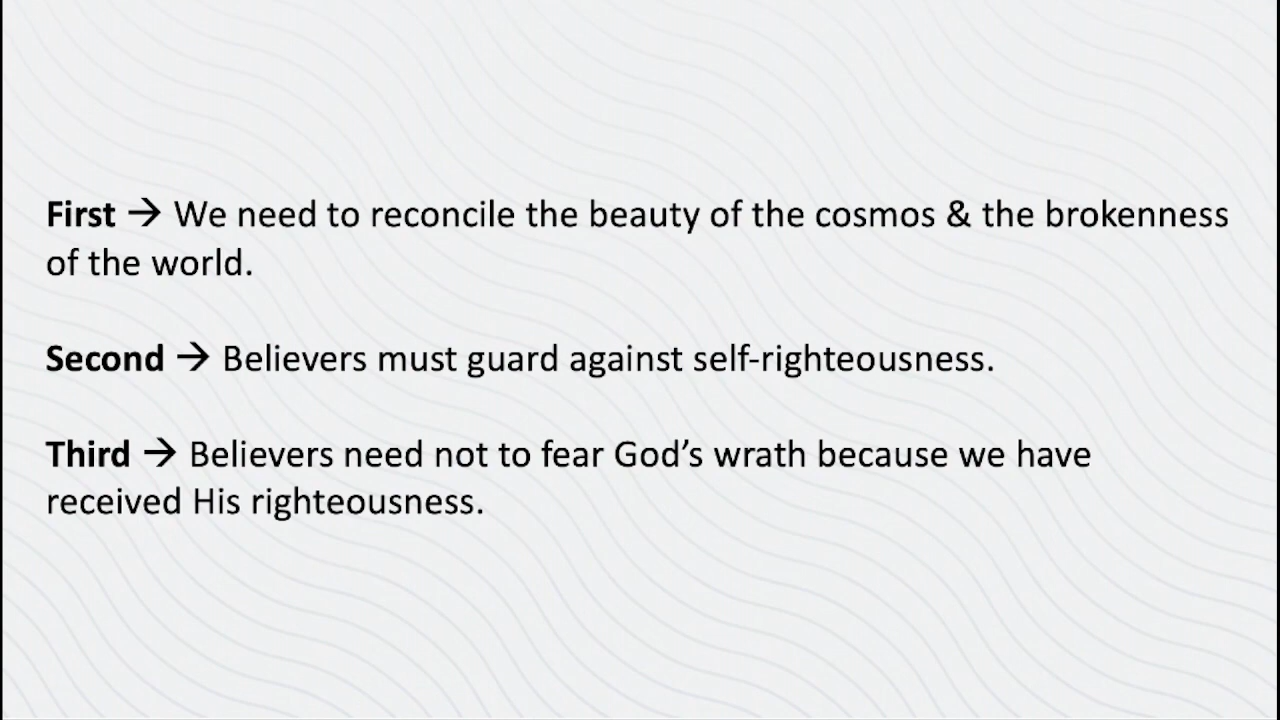 First → We need to reconcile the beauty of the cosmos & the brokenness
of the world.
Second → Believers must guard against self-righteousness.
Third → Believers need not to fear God’s wrath because we have
received His righteousness.